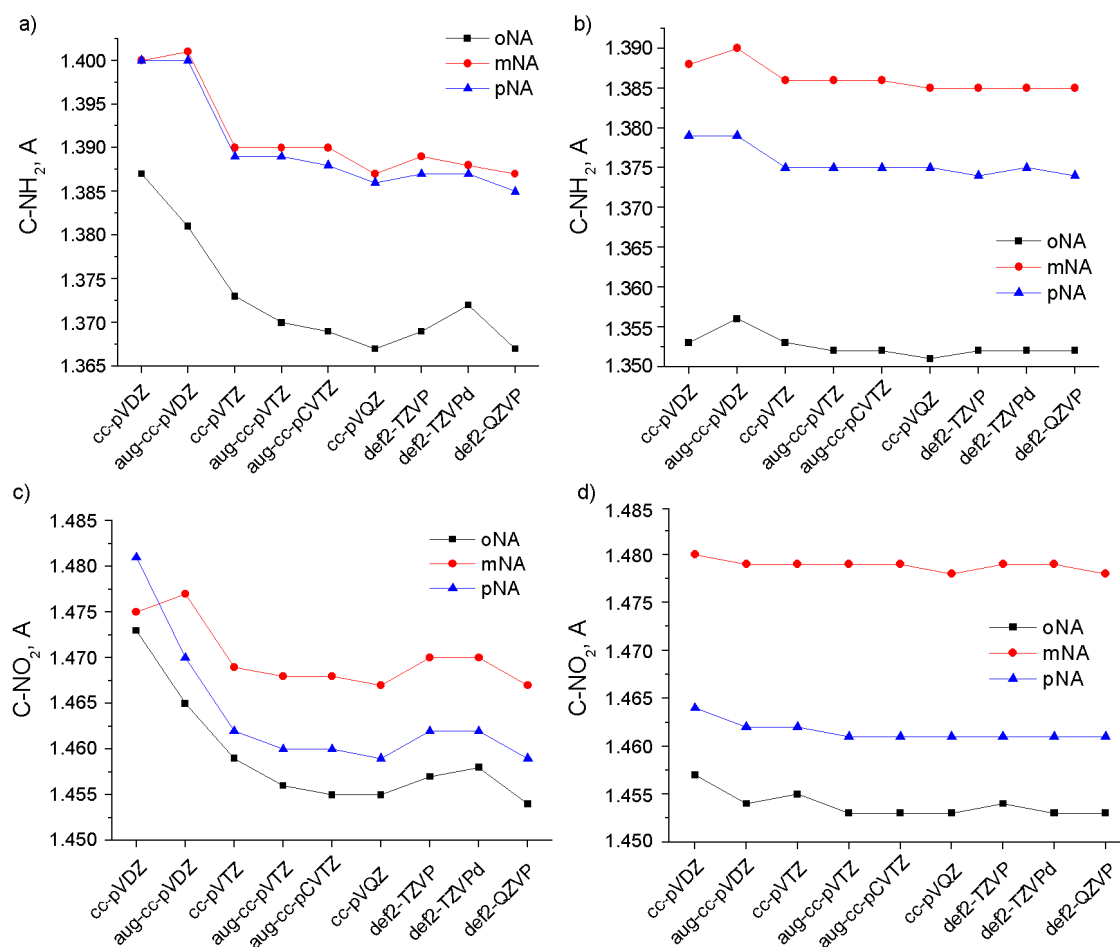 a)
C-NH2, A
1.400
1.395
1.390
1.385
1.380
1.375
1.370
1.365
oNA
mNA
pNA
cc-pVDZ
aug-cc-pVDZ
cc-pVTZ
aug-cc-pVTZ
aug-cc-pCVTZ
cc-pVQZ
def2-TZVP
def2-TZVPd
def2-QZVP
b)
C-NH2, A
1.390
1.385
1.380
1.375
1.370
1.365
1.360
1.355
1.350
oNA
mNA
pNA
cc-pVDZ
aug-cc-pVDZ
cc-pVTZ
aug-cc-pVTZ
aug-cc-pCVTZ
cc-pVQZ
def2-TZVP
def2-TZVPd
def2-QZVP
c)
C-NO2, A
1.485
1.480
1.475
1.470
1.465
1.460
1.455
1.450
oNA
mNA
pNA
cc-pVDZ
aug-cc-pVDZ
cc-pVTZ
aug-cc-pVTZ
aug-cc-pCVTZ
cc-pVQZ
def2-TZVP
def2-TZVPd
def2-QZVP
d)
C-NO2, A
1.485
1.480
1.475
1.470
1.465
1.460
1.455
1.450
oNA
mNA
pNA
cc-pVDZ
aug-cc-pVDZ
cc-pVTZ
aug-cc-pVTZ
aug-cc-pCVTZ
cc-pVQZ
def2-TZVP
def2-TZVPd
def2-QZVP